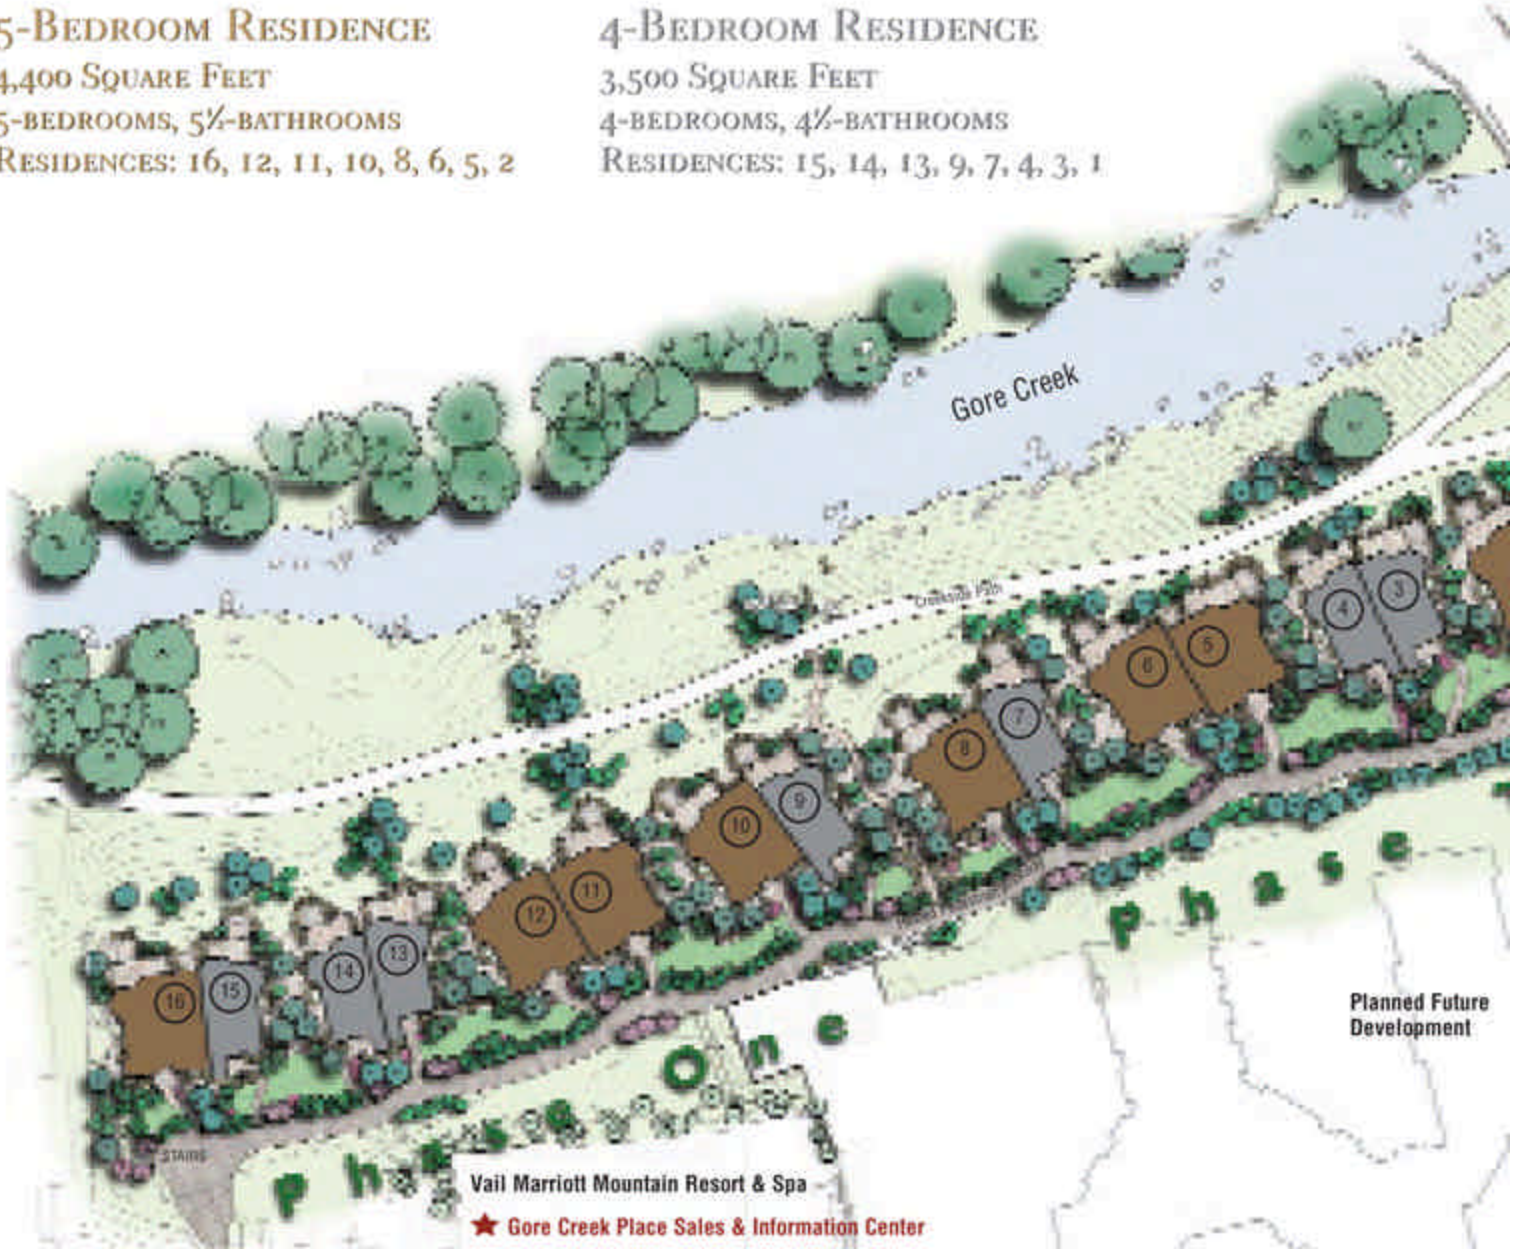 5-BEDROOM RESIDENCE
4,400 SQUARE FEET
5-BEDROOMS, 5½-BATHROOMS
RESIDENCES: 16, 12, 11, 10, 8, 6, 5, 2
4-BEDROOM RESIDENCE
3,500 SQUARE FEET
4-BEDROOMS, 4½-BATHROOMS
RESIDENCES: 15, 14, 13, 9, 7, 4, 3, 1
Gore Creek
Creekside Path
3
4
5
6
7
8
9
10
11
12
13
14
15
16
STAIRS
Phase One
Phase
Planned Future
Development
Vail Marriott Mountain Resort & Spa
Gore Creek Place Sales & Information Center